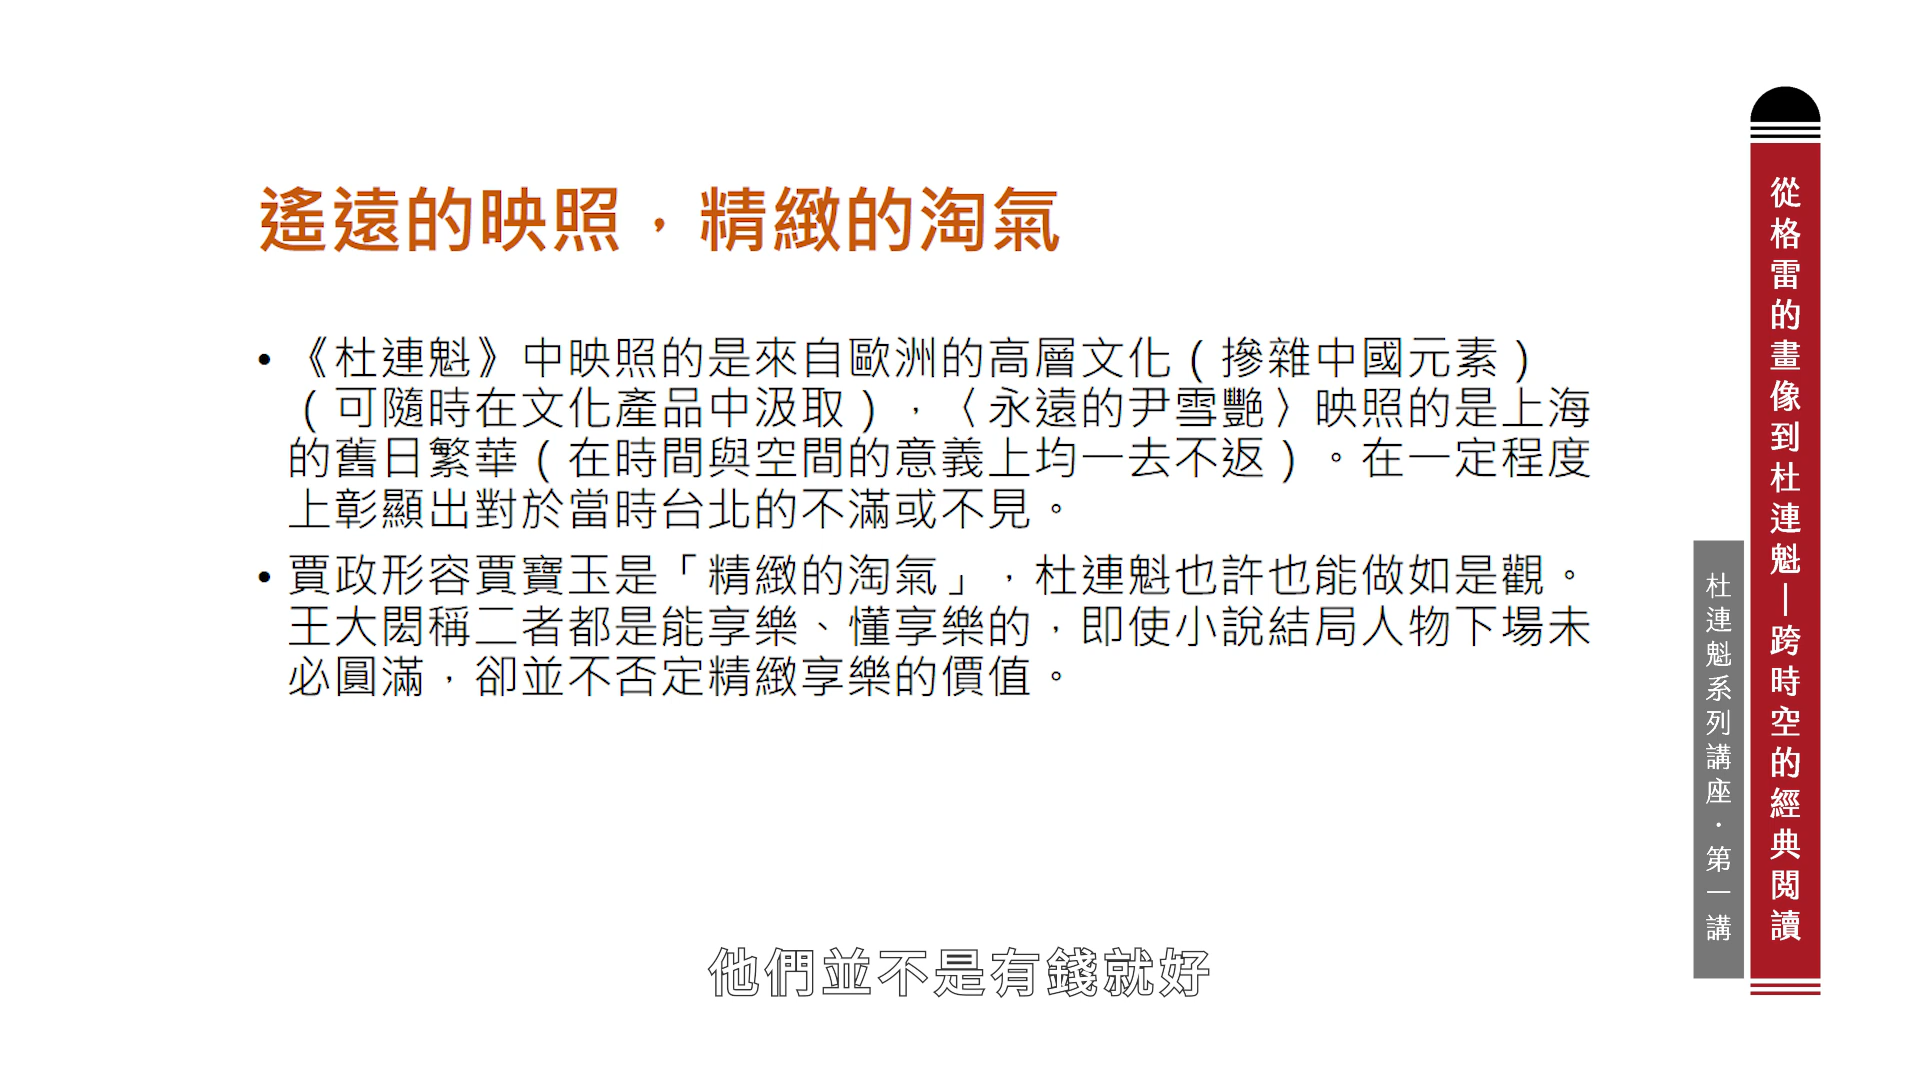 遙遠的映照，精緻的淘氣
• 《杜連魁》中映照的是來自歐洲的高層文化（摻雜中國元素）
（可隨時在文化產品中汲取），〈永遠的尹雪艷〉映照的是上海
的舊日繁華（在時間與空間的意義上均一去不返）。在一定程度
上彰顯出對於當時台北的不滿或不見。
• 賈政形容賈寶玉是「精緻的淘氣」，杜連魁也許也能做如是觀。
王大閎稱二者都是能享樂、懂享樂的，即使小說結局人物下場未
必圓滿，卻並不否定精緻享樂的價值。
他們並不是有錢就好
從格雷的畫像到杜連魁—跨時空的經典閱讀
杜連魁系列講座．第一講